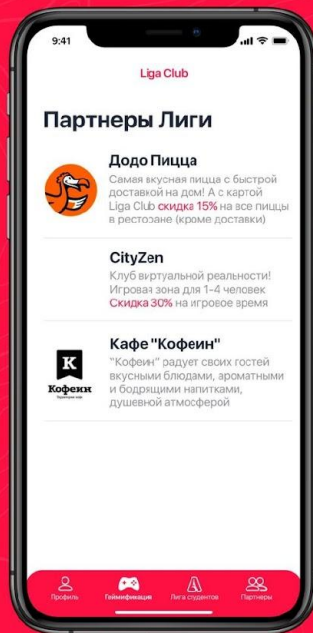 9:41
Liga Club
Партнеры Лиги
Додо Пицца
Самая вкусная пицца с быстрой
доставкой на дом! А с картой
Liga Club скидка 15% на все пиццы
в ресторане (кроме доставки)
CityZen
Клуб виртуальной реальности!
Игровая зона для 1-4 человек
Скидка 30% на игровое время
Кафе "Кофеин"
"Кофеин" радует своих гостей
вкусными блюдами, ароматными
и бодрящими напитками,
душевной атмосферой
К
Кофеин
Профиль
Геймификация
Лига студентов
Партнеры